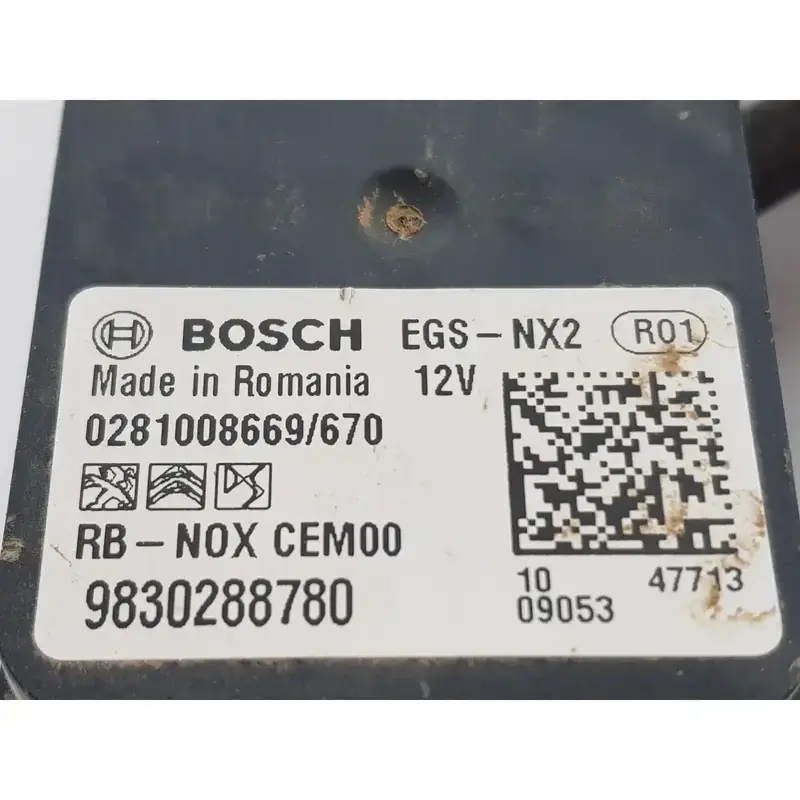 BOSCH EGS-NX2 R01
Made in Romania 12V
0281008669/670
RB-NOX CEM00
9830288780
10 47713
09053